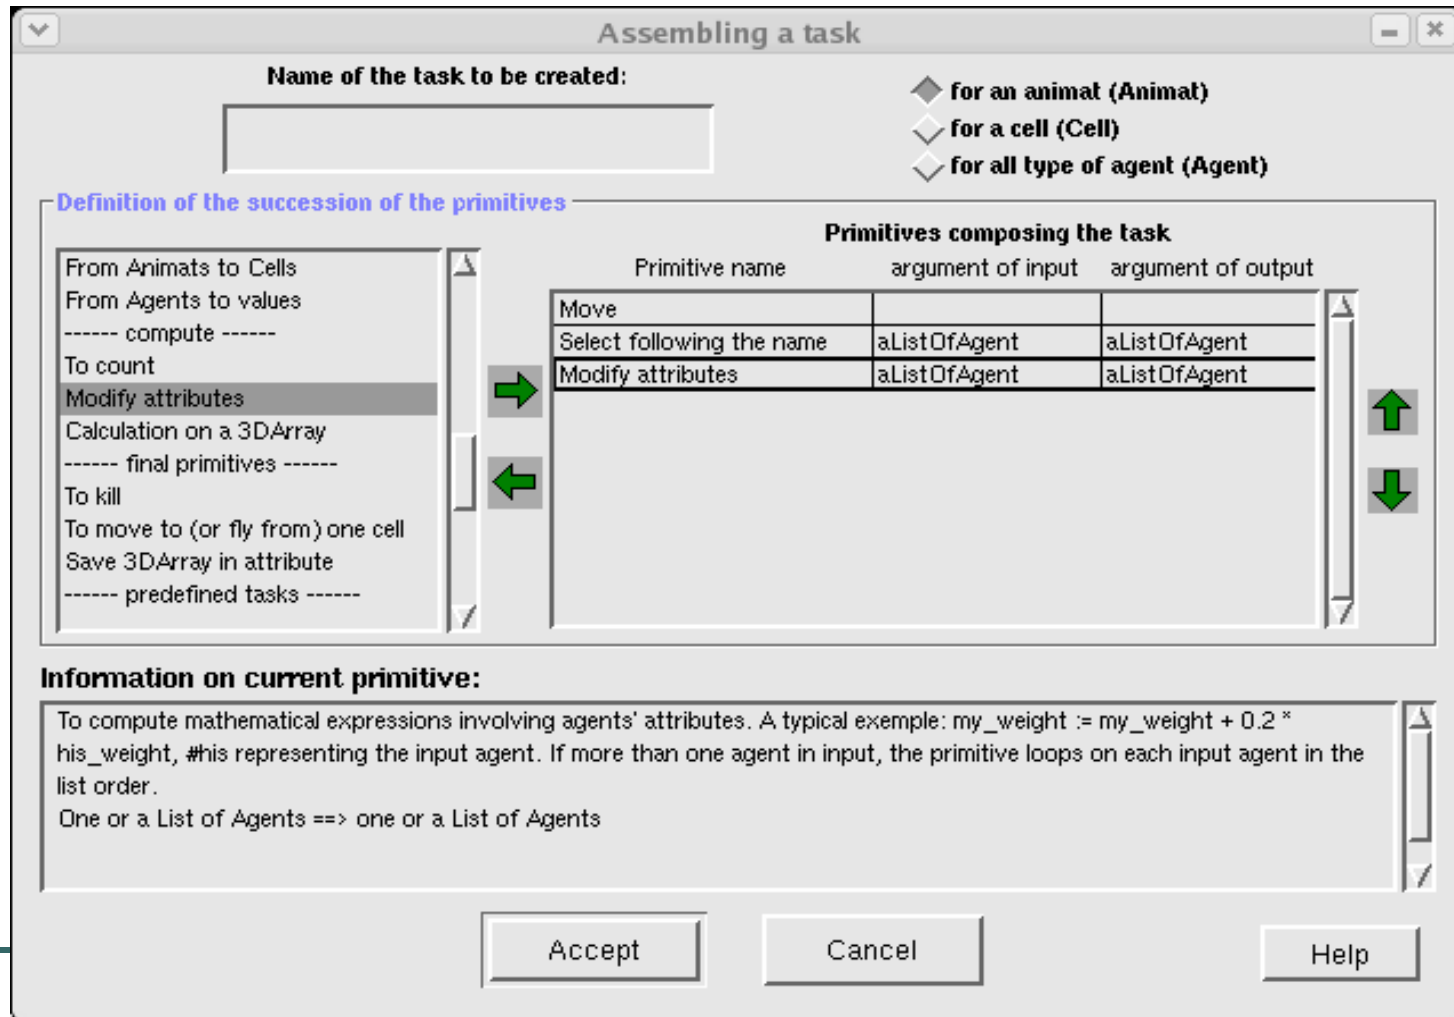 Assembling a task
Name of the task to be created:
for an animat (Animat)
for a cell (Cell)
for all type of agent (Agent)
Definition of the succession of the primitives
From Animats to Cells
From Agents to values
------ compute ------
To count
Modify attributes
Calculation on a 3DArray
------ final primitives ------
To kill
To move to (or fly from) one cell
Save 3DArray in attribute
------ predefined tasks ------
Primitives composing the task
Primitive name argument of input argument of output
Move
Select following the name aListOfAgent aListOfAgent
Modify attributes aListOfAgent aListOfAgent
Information on current primitive:
To compute mathematical expressions involving agents' attributes. A typical exemple: my_weight := my_weight + 0.2 *
his_weight, #his representing the input agent. If more than one agent in input, the primitive loops on each input agent in the
list order.
One or a List of Agents ==> one or a List of Agents
Accept
Cancel
Help